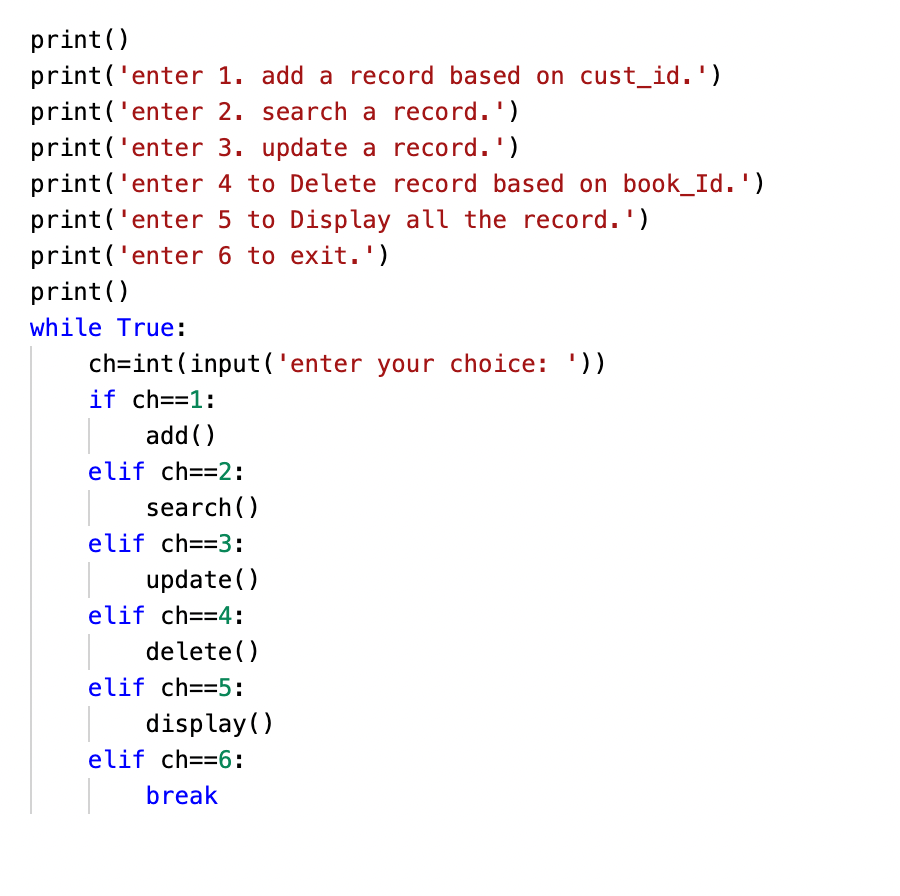 print()
print('enter 1. add a record based on cust_id.')
print('enter 2. search a record.')
print('enter 3. update a record.')
print('enter 4 to Delete record based on book_Id.')
print('enter 5 to Display all the record.')
print('enter 6 to exit.')
print()
while True:
    ch=int(input('enter your choice: '))
    if ch==1:
        add()
    elif ch==2:
        search()
    elif ch==3:
        update()
    elif ch==4:
        delete()
    elif ch==5:
        display()
    elif ch==6:
        break